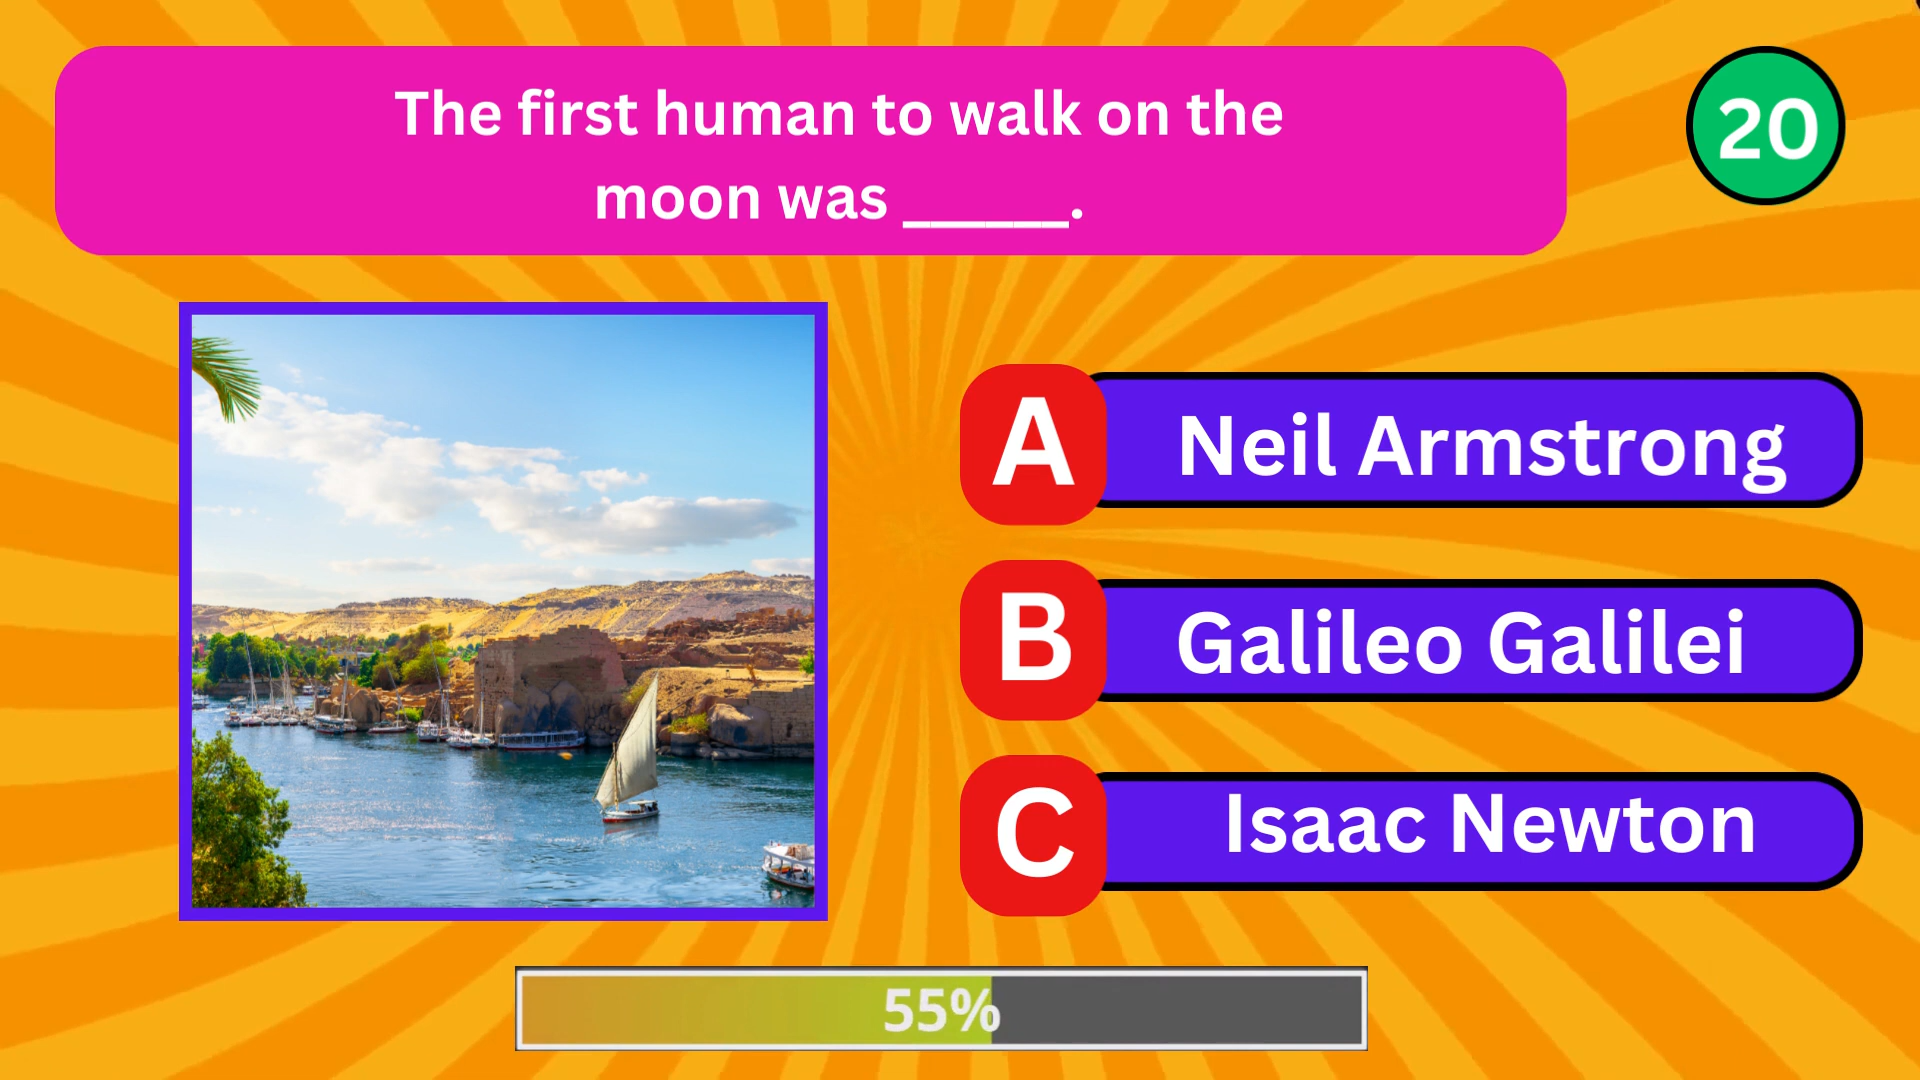 The first human to walk on the
moon was ______.
20
A
Neil Armstrong
B
Galileo Galilei
C
Isaac Newton
55%